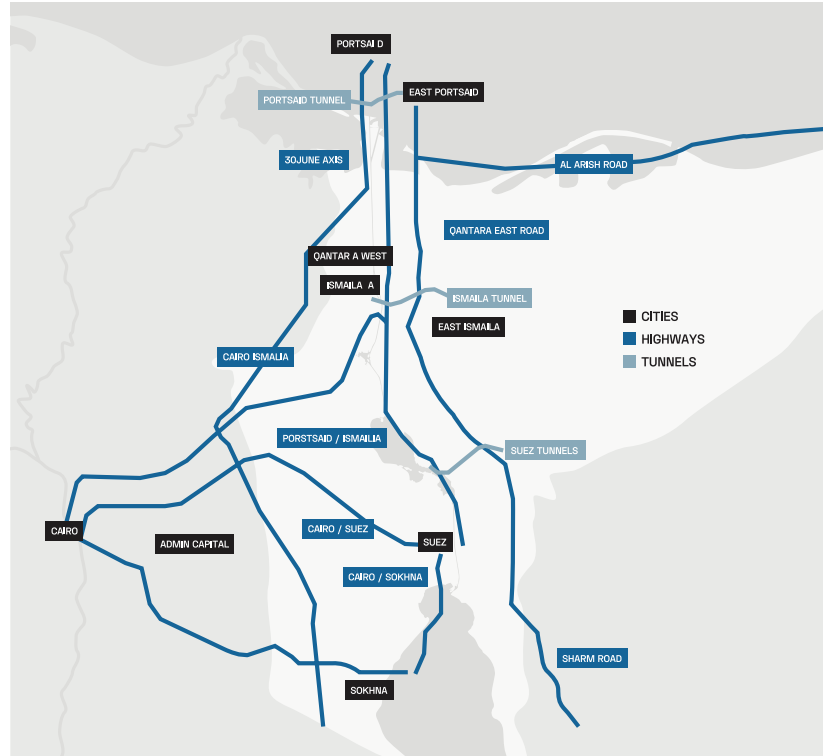 PORTSAI D
EAST PORTSAID
PORTSAID TUNNEL
30JUNE AXIS
AL ARISH ROAD
QANTARA EAST ROAD
QANTAR A WEST
ISMAILA A
ISMAILA TUNNEL
EAST ISMAILA
CITIES
HIGHWAYS
TUNNELS
CAIRO ISMALIA
PORSTSAID / ISMAILIA
SUEZ TUNNELS
CAIRO
ADMIN CAPITAL
CAIRO / SUEZ
SUEZ
CAIRO / SOKHNA
SHARM ROAD
SOKHNA